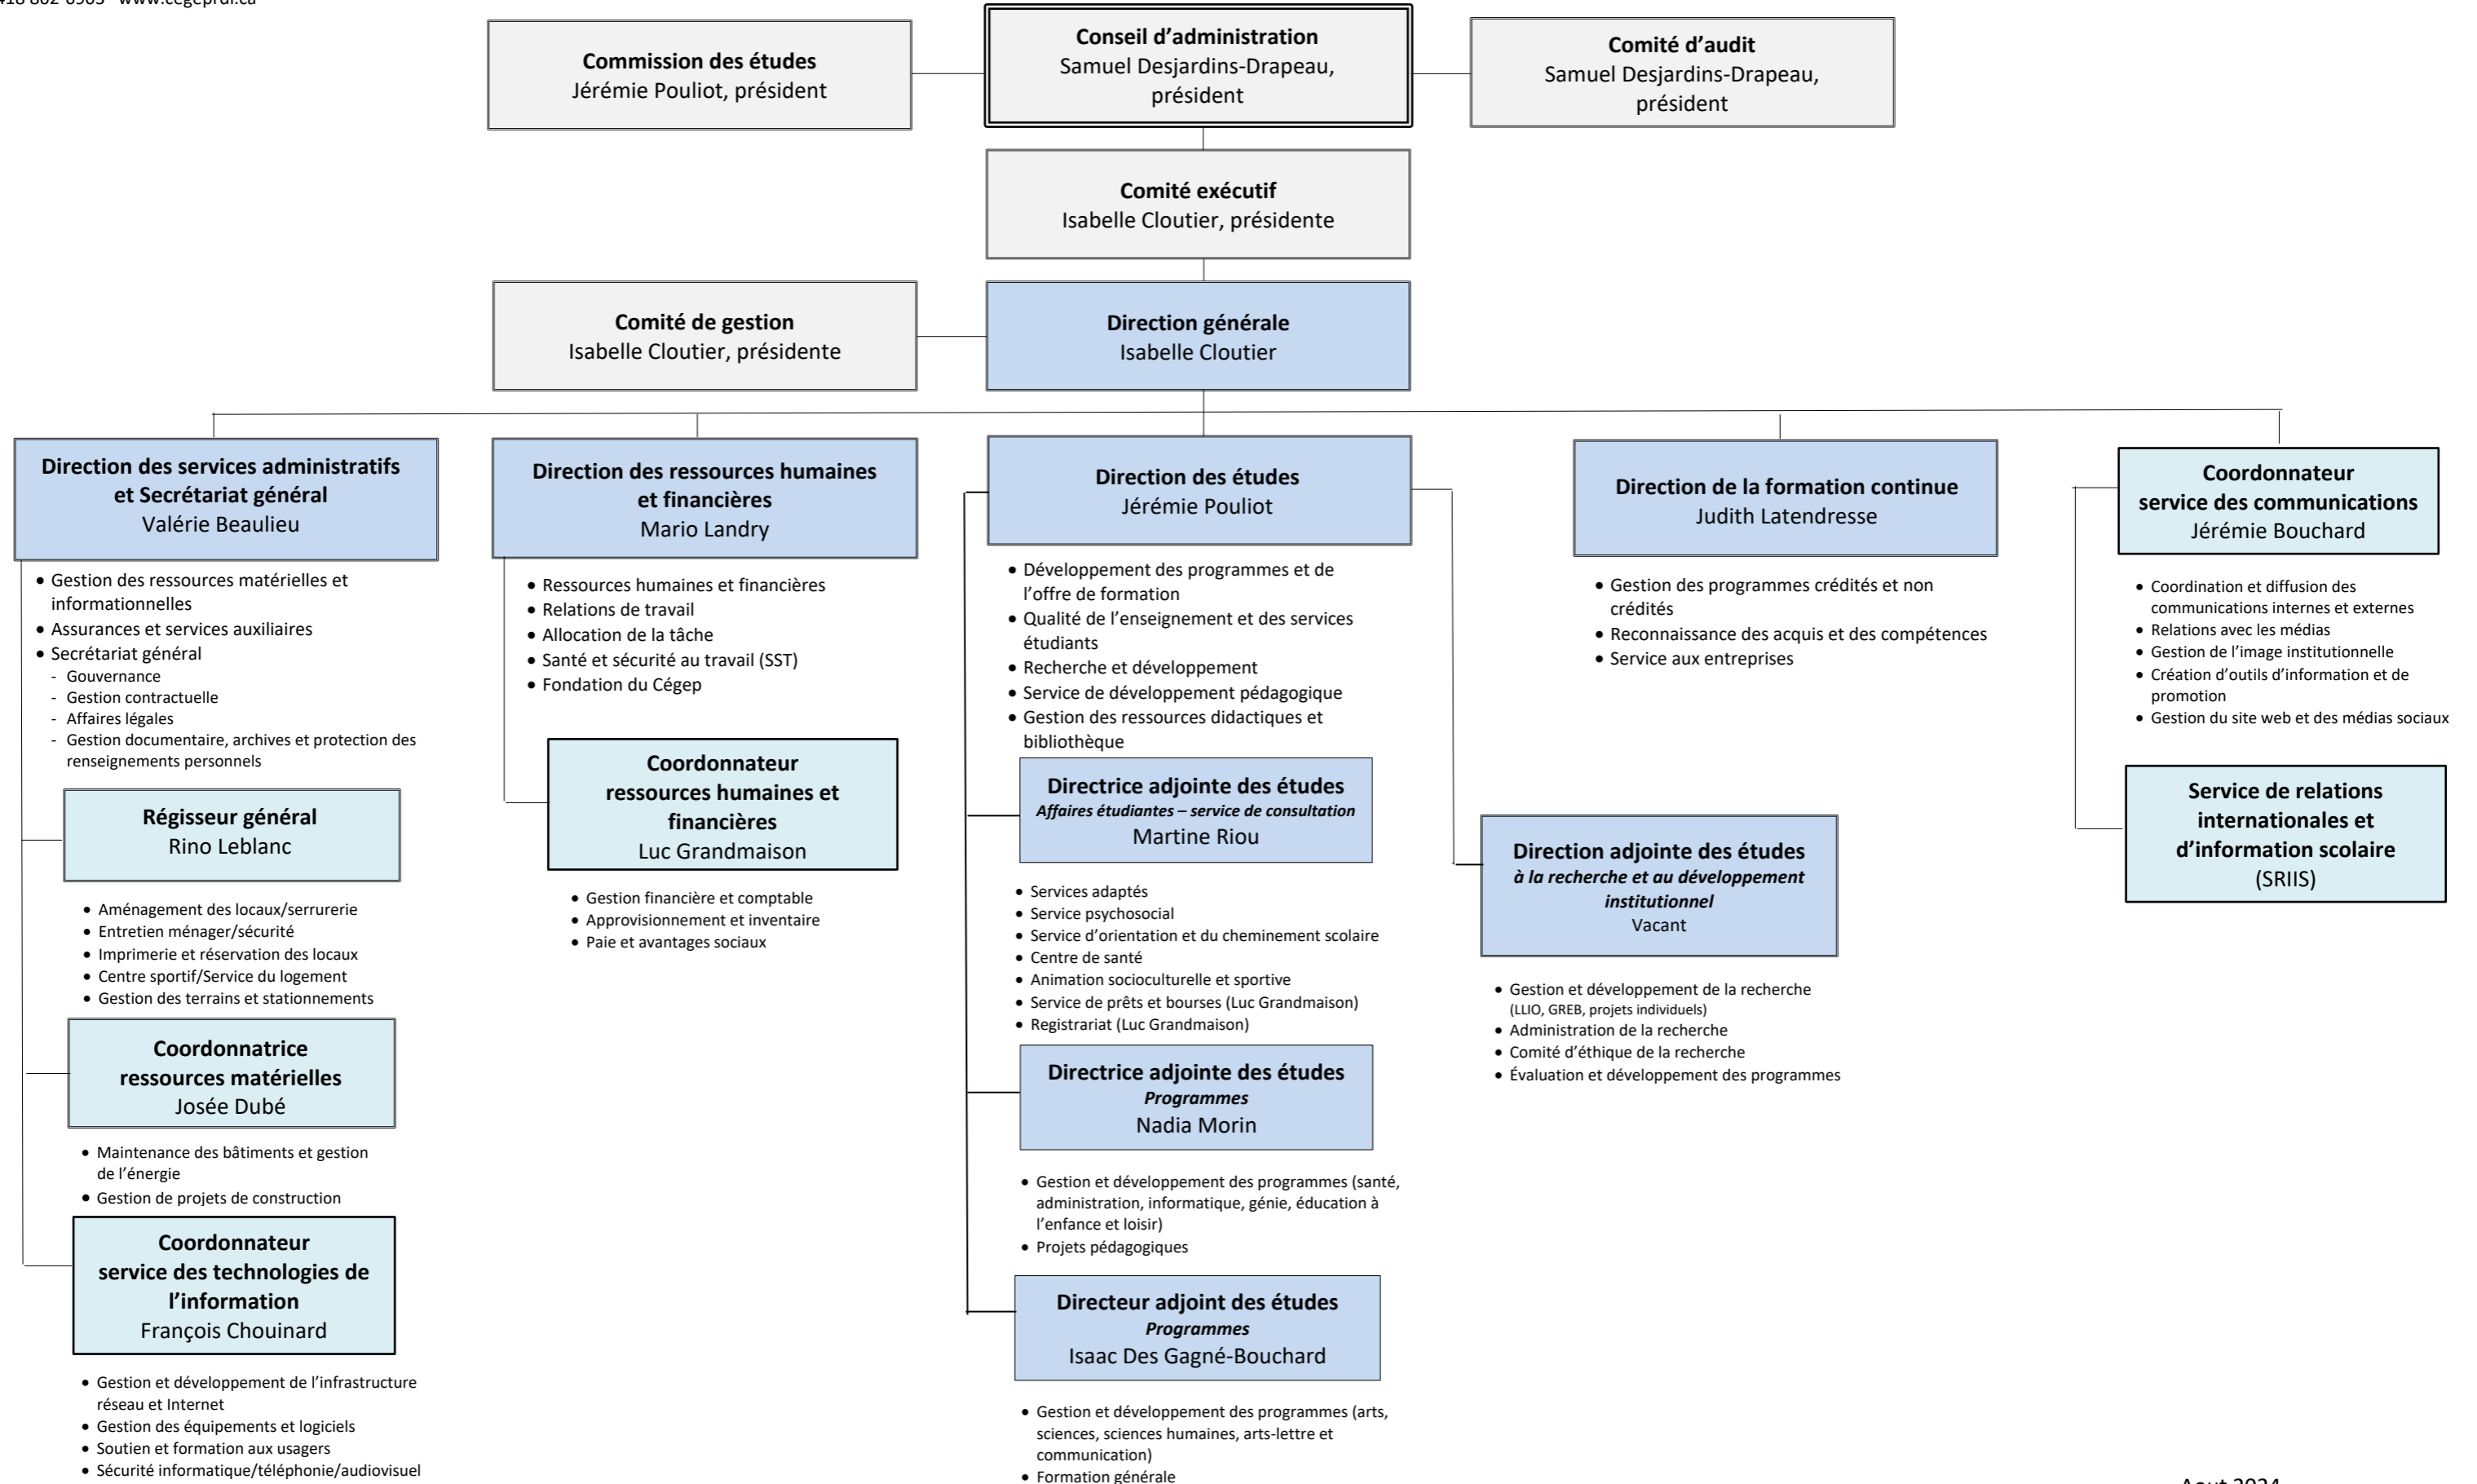 www.cegeprdl.ca
Commission des études
Jérémie Pouliot, président
Conseil d'administration
Samuel Desjardins-Drapeau,
président
Comité d'audit
Samuel Desjardins-Drapeau,
président
Comité exécutif
Isabelle Cloutier, présidente
Comité de gestion
Isabelle Cloutier, présidente
Direction générale
Isabelle Cloutier
Direction des services administratifs
et Secrétariat général
Valérie Beaulieu
• Gestion des ressources matérielles et
informationnelles
• Assurances et services auxiliaires
• Secrétariat général
- Gouvernance
- Gestion contractuelle
- Affaires légales
- Gestion documentaire, archives et protection des
renseignements personnels
Régisseur général
Rino Leblanc
• Aménagement des locaux/serrurerie
• Entretien ménager/sécurité
• Imprimerie et réservation des locaux
• Centre sportif/Service du logement
• Gestion des terrains et stationnements
Coordonnatrice
ressources matérielles
Josée Dubé
• Maintenance des bâtiments et gestion
de l'énergie
• Gestion de projets de construction
Coordonnateur
service des technologies de
l'information
François Chouinard
• Gestion et développement de l'infrastructure
réseau et Internet
• Gestion des équipements et logiciels
• Soutien et formation aux usagers
• Sécurité informatique/téléphonie/audiovisuel
Direction des ressources humaines
et financières
Mario Landry
• Ressources humaines et financières
• Relations de travail
• Allocation de la tâche
• Santé et sécurité au travail (SST)
• Fondation du Cégep
Coordonnateur
ressources humaines et
financières
Luc Grandmaison
• Gestion financière et comptable
• Approvisionnement et inventaire
• Paie et avantages sociaux
Direction des études
Jérémie Pouliot
• Développement des programmes et de
l'offre de formation
• Qualité de l'enseignement et des services
étudiants
• Recherche et développement
• Service de développement pédagogique
• Gestion des ressources didactiques et
bibliothèque
Directrice adjointe des études
Affaires étudiantes – service de consultation
Martine Riou
• Services adaptés
• Service psychosocial
• Service d'orientation et du cheminement scolaire
• Centre de santé
• Animation socioculturelle et sportive
• Service de prêts et bourses (Luc Grandmaison)
• Registrariat (Luc Grandmaison)
Directrice adjointe des études
Programmes
Nadia Morin
• Gestion et développement des programmes (santé,
administration, informatique, génie, éducation à
l'enfance et loisir)
• Projets pédagogiques
Directeur adjoint des études
Programmes
Isaac Des Gagné-Bouchard
• Gestion et développement des programmes (arts,
sciences, sciences humaines, arts-lettre et
communication)
• Formation générale
Direction adjointe des études
à la recherche et au développement
institutionnel
Vacant
• Gestion et développement de la recherche
(LLIO, GREB, projets individuels)
• Administration de la recherche
• Comité d'éthique de la recherche
• Évaluation et développement des programmes
Direction de la formation continue
Judith Latendresse
• Gestion des programmes crédités et non
crédités
• Reconnaissance des acquis et des compétences
• Service aux entreprises
Coordonnateur
service des communications
Jérémie Bouchard
• Coordination et diffusion des
communications internes et externes
• Relations avec les médias
• Gestion de l'image institutionnelle
• Création d'outils d'information et de
promotion
• Gestion du site web et des médias sociaux
Service de relations
internationales et
d'information scolaire
(SRIIS)
Aout 2024